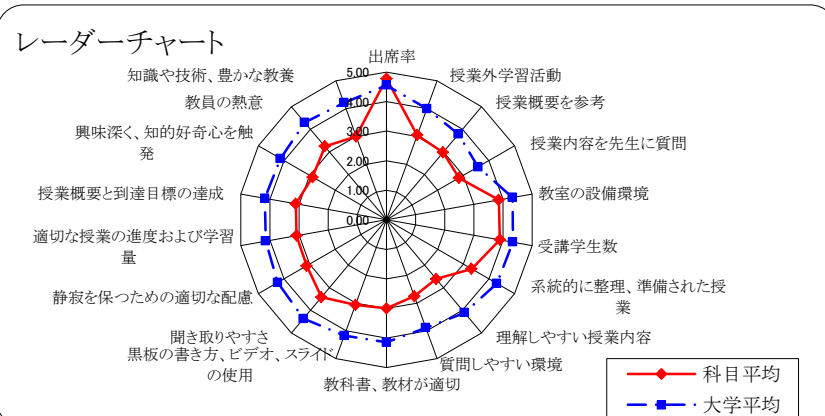 レーダーチャート
出席率
授業外学習活動
授業概要を参考
授業内容を先生に質問
教室の設備環境
受講学生数
系統的に整理、準備された授
業
理解しやすい授業内容
質問しやすい環境
教科書、教材が適切
黒板の書き方、ビデオ、スライド
の使用
聞き取りやすさ
静寂を保つための適切な配慮
適切な授業の進度および学習
量
授業概要と到達目標の達成
興味深く、知的好奇心を触
発
教員の熱意
知識や技術、豊かな教養
5.00
4.00
3.00
2.00
1.00
0.00
科目平均
大学平均